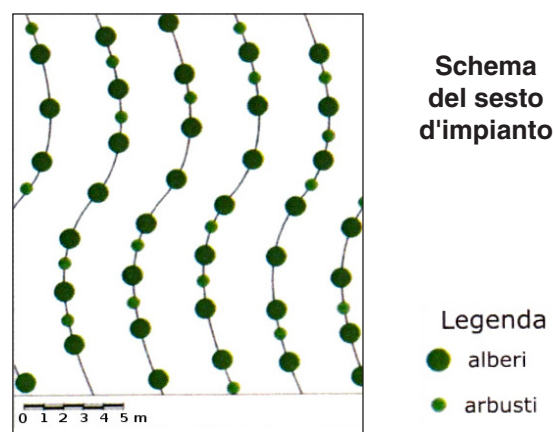 Schema
del sesto
d'impianto
Legenda
alberi
arbusti
0 1 2 3 4 5 m